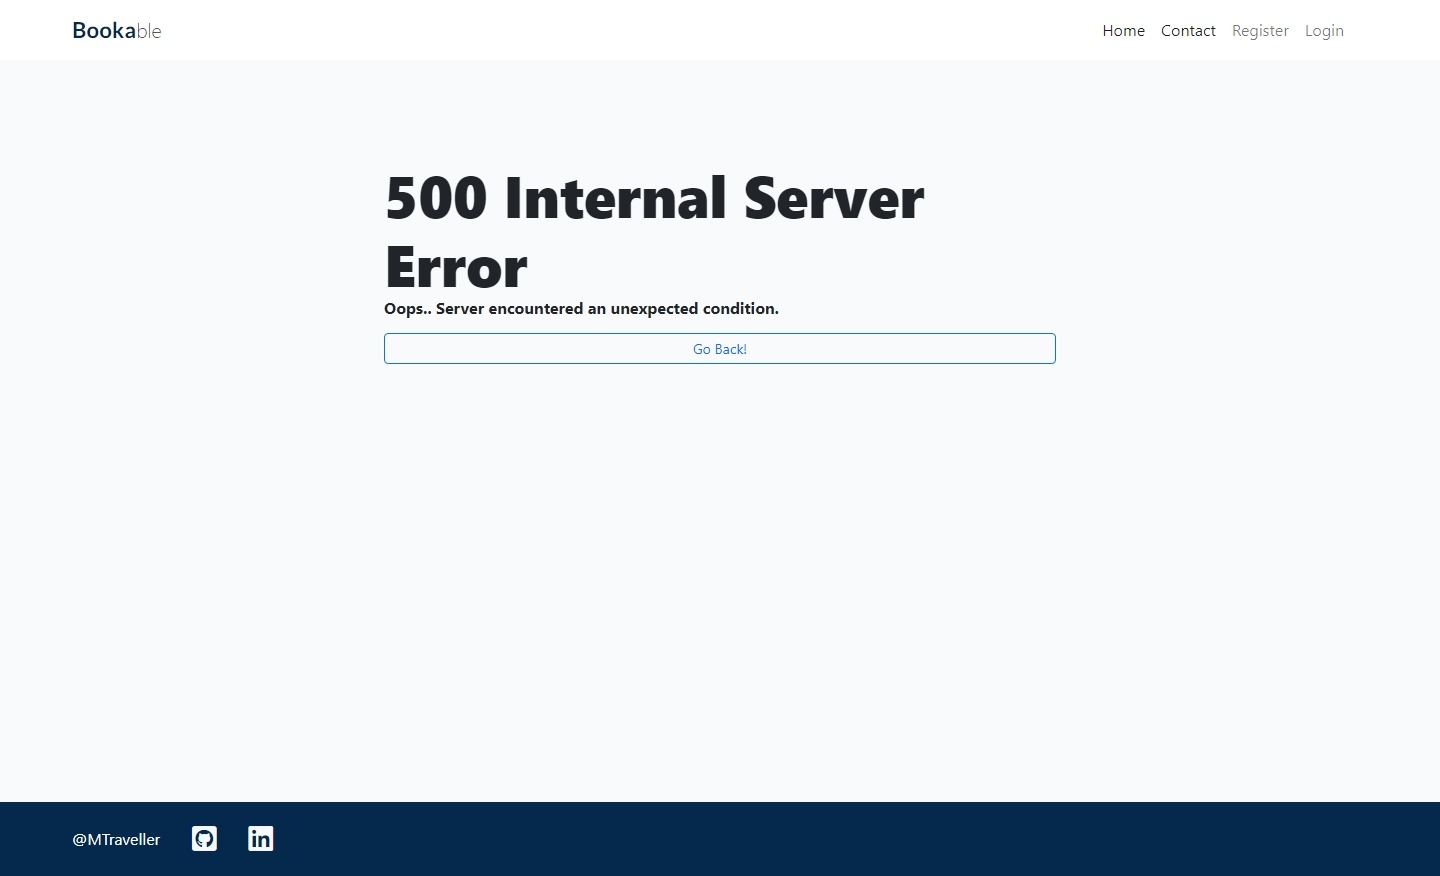 Bookable
Home Contact Register Login
500 Internal Server
Error
Oops.. Server encountered an unexpected condition.
Go Back!
@MTraveller
in